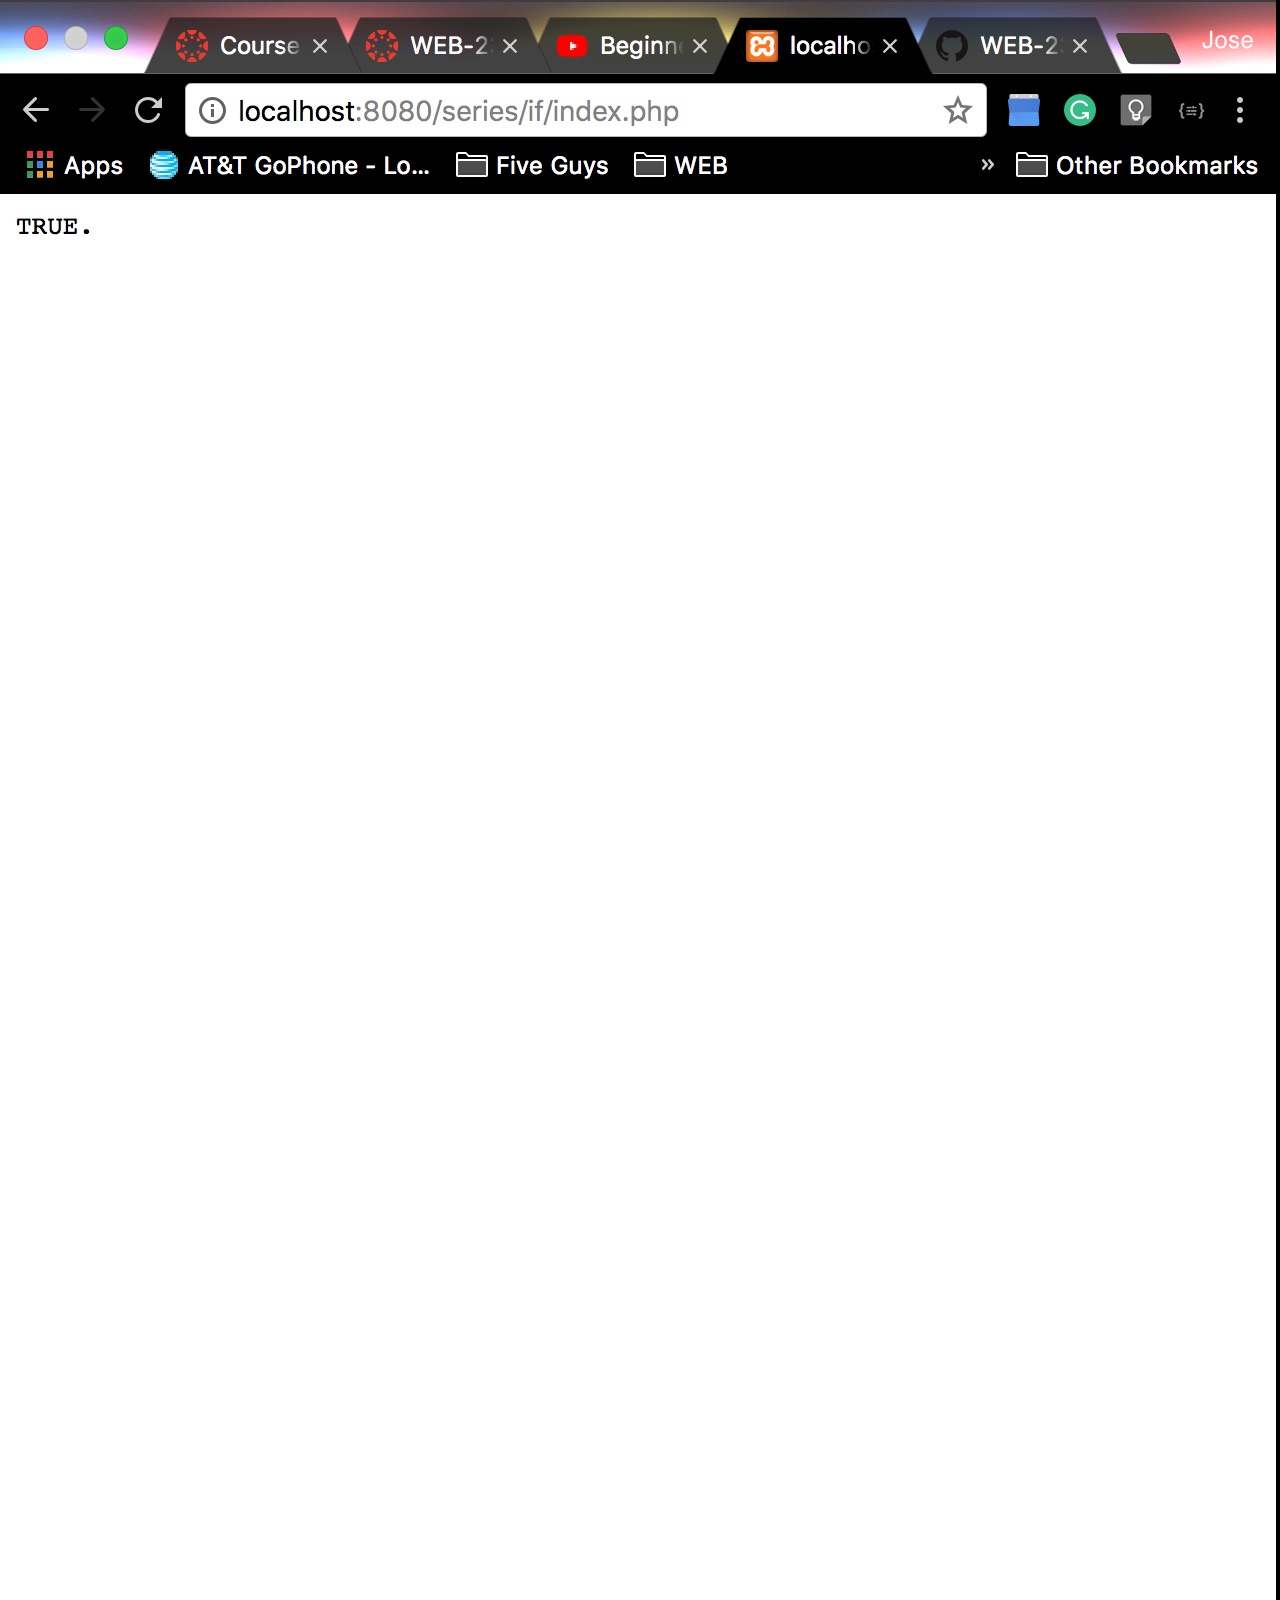 Course
WEB-2
Beginne
localho
WEB-2
Jose
localhost:8080/series/if/index.php
Apps
AT&T GoPhone - Lo...
Five Guys
WEB
» Other Bookmarks
TRUE.